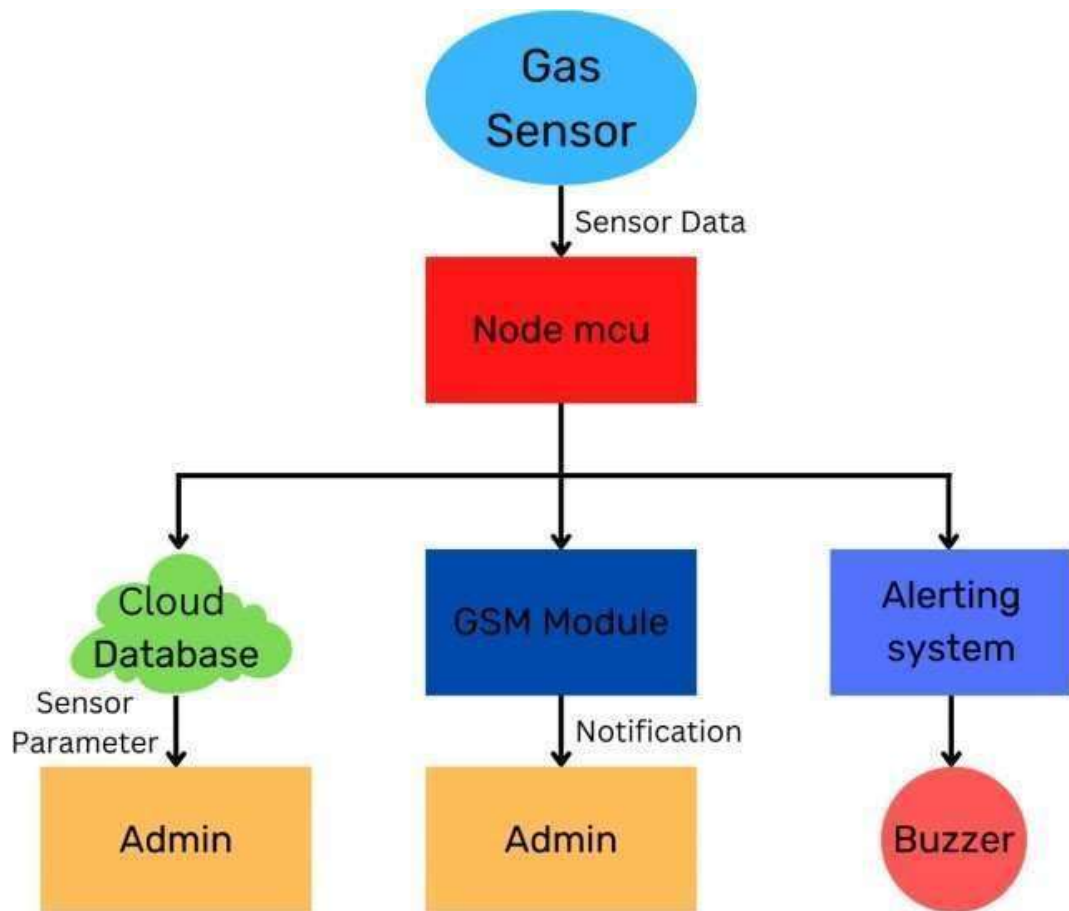 Gas
Sensor
Sensor Data
Node mcu
Cloud
Database
GSM Module
Alerting
system
Sensor
Parameter
Notification
Admin
Admin
Buzzer